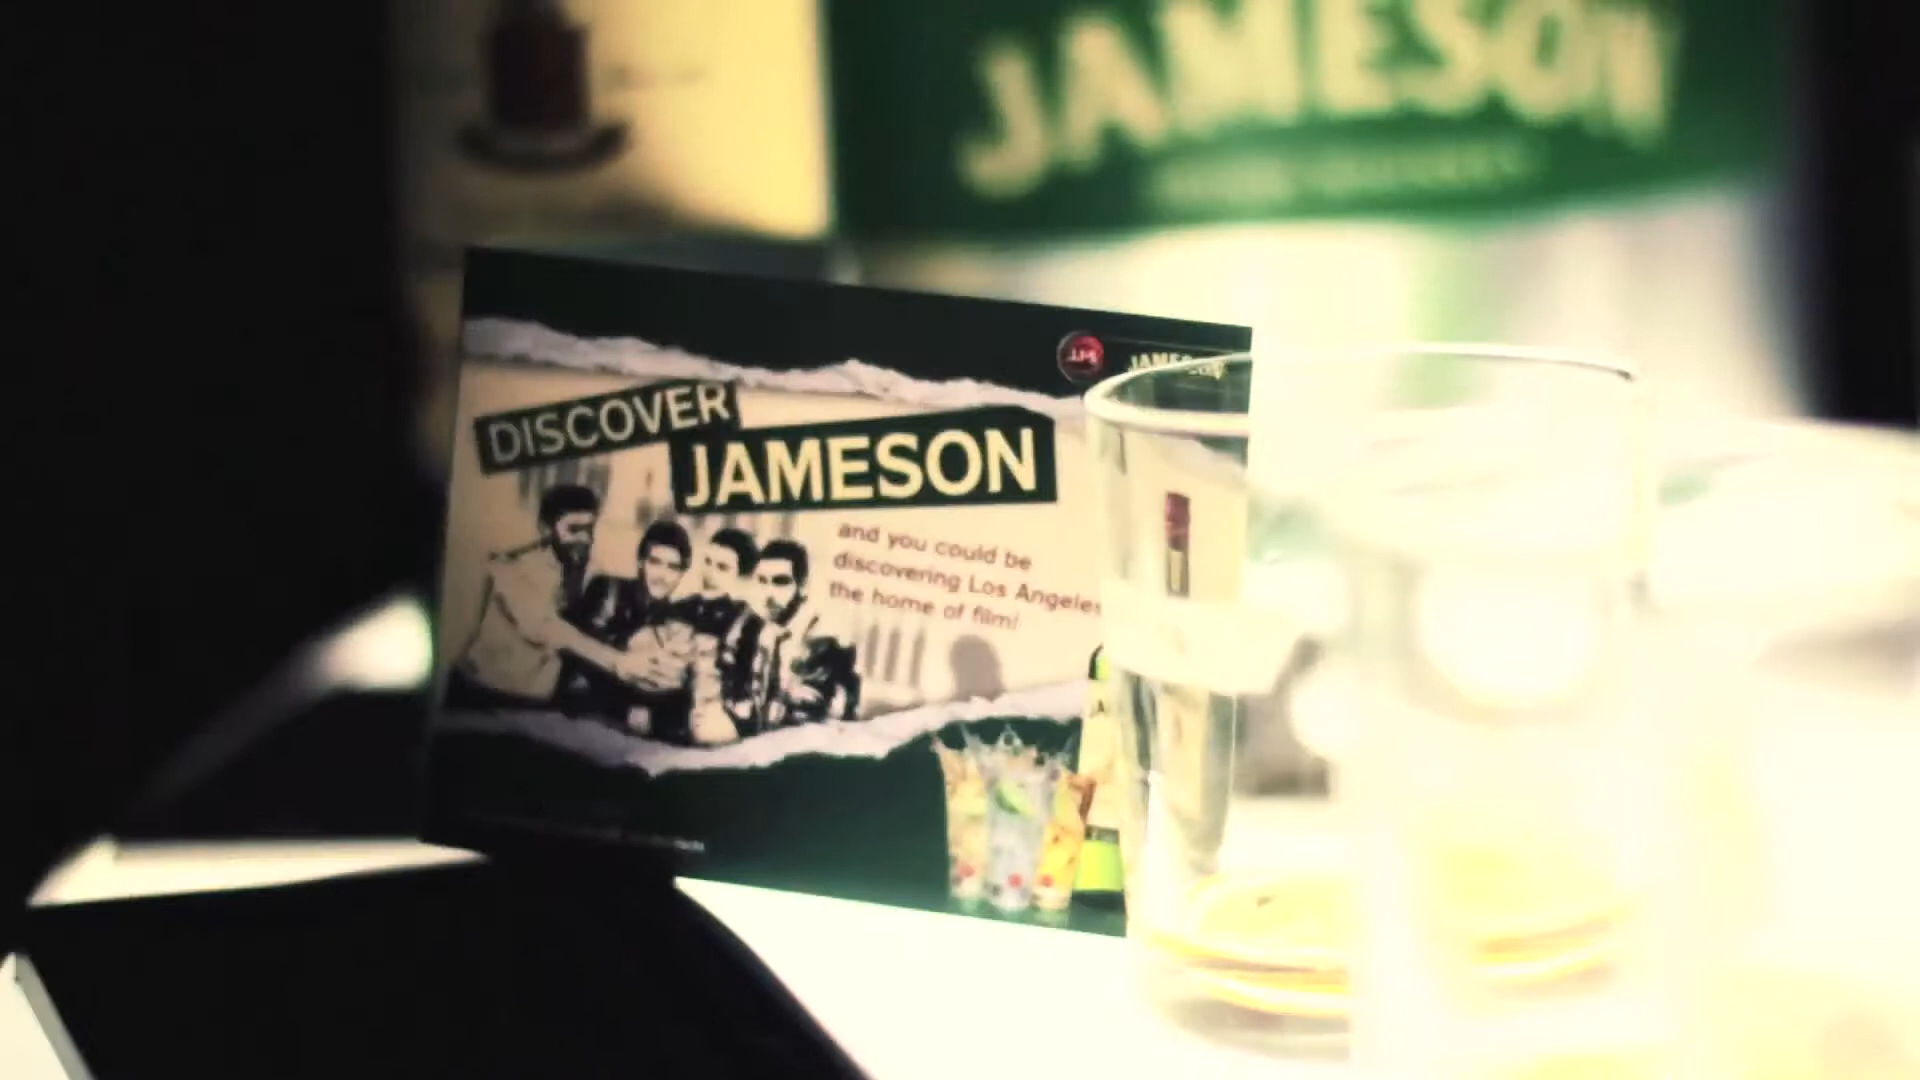 JAMESON
DISCOVER
JAMESON
and you could be
discovering Los Angeles
the home of film!